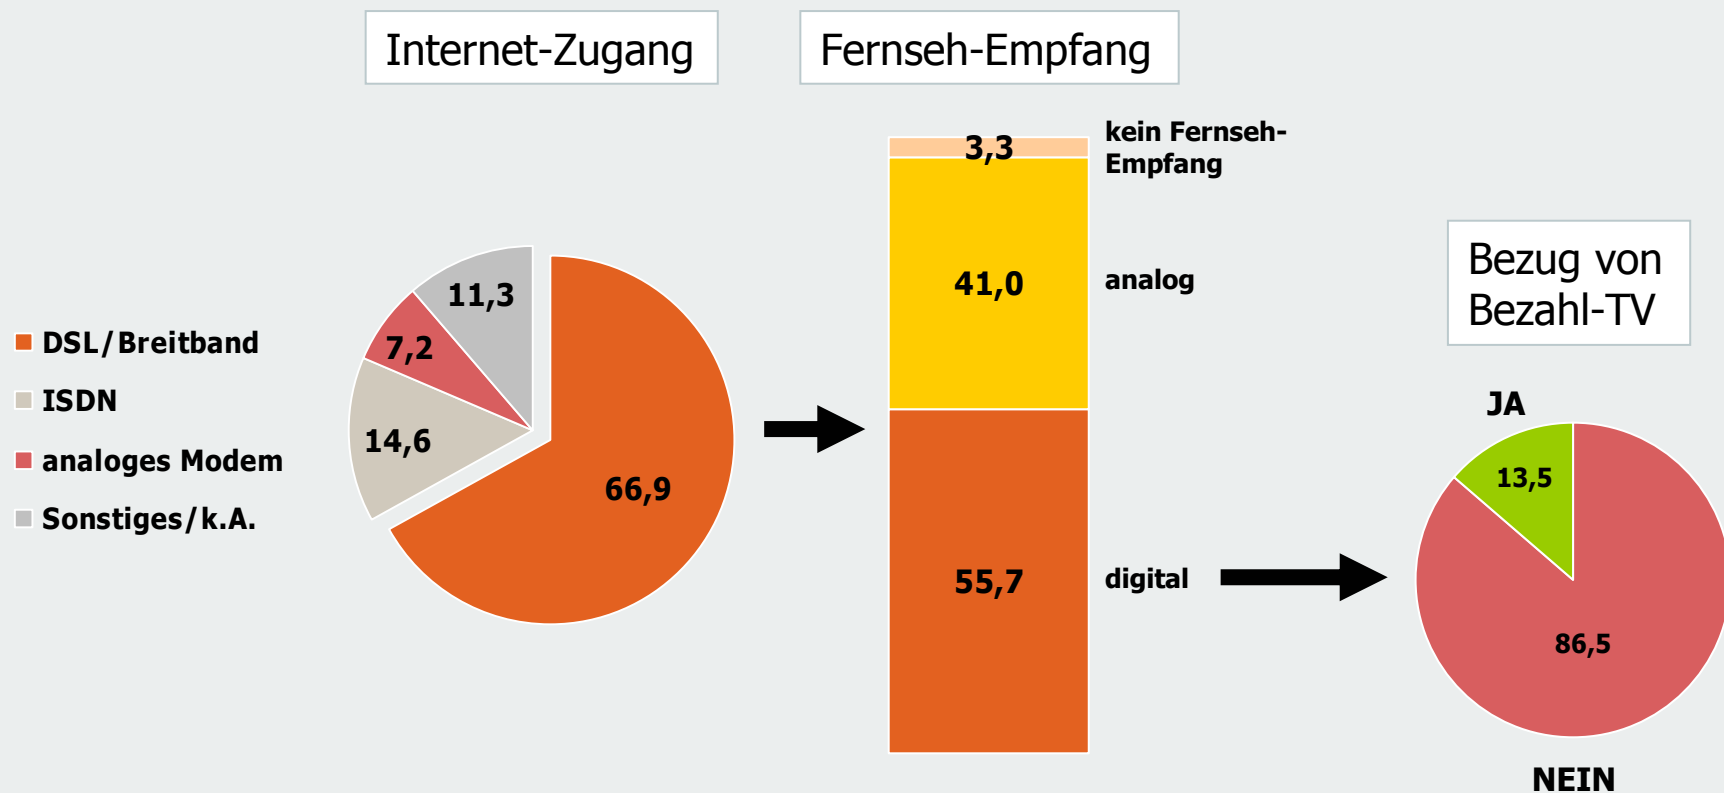 Internet-Zugang
Fernseh-Empfang
DSL/Breitband
ISDN
analoges Modem
Sonstiges/k.A.
11,3
7,2
14,6
66,9
3,3
kein Fernseh-
Empfang
41,0
analog
55,7
digital
Bezug von
Bezahl-TV
JA
13,5
86,5
NEIN